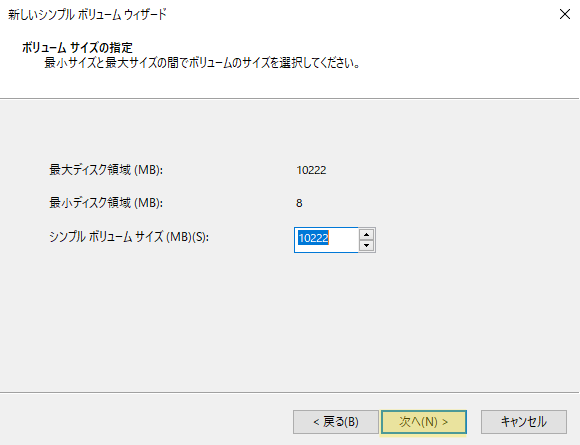 新しいシンプル ボリューム ウィザード
ボリューム サイズの指定
最小サイズと最大サイズの間でボリュームのサイズを選択してください。
最大ディスク領域 (MB): 10222
最小ディスク領域 (MB): 8
シンプル ボリューム サイズ (MB)(S): 10222
< 戻る(B) 次へ(N) > キャンセル